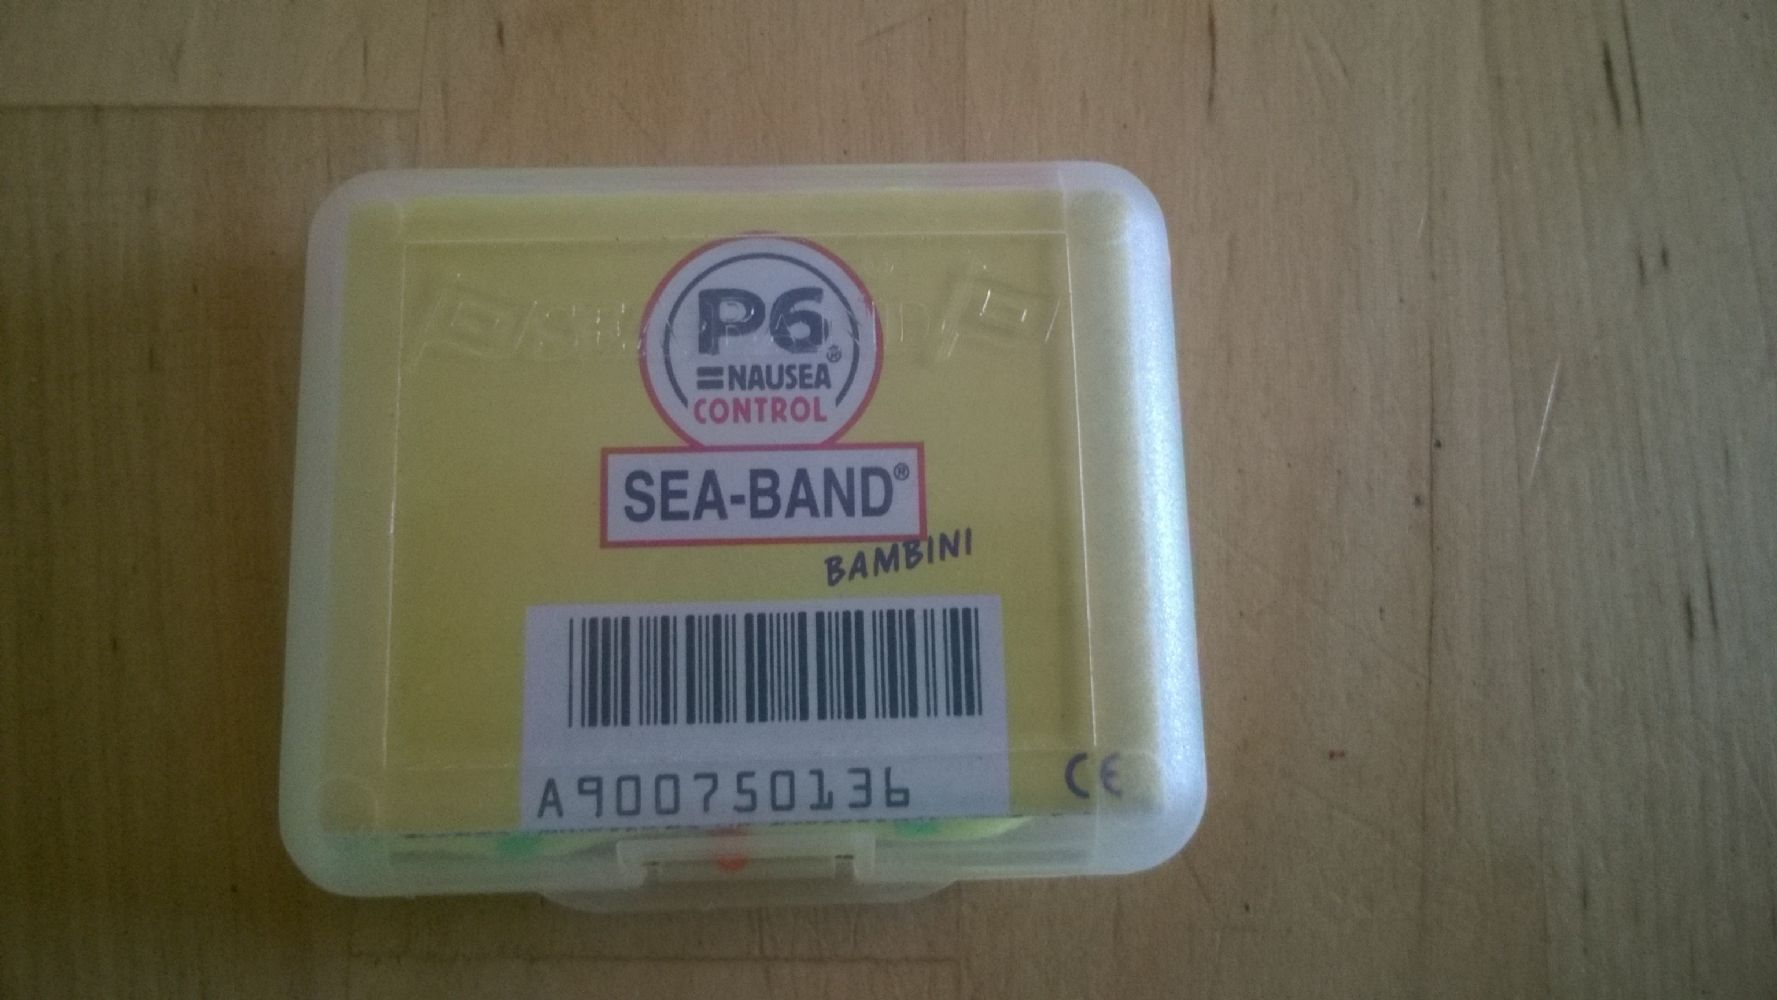 P6®
=NAUSEA
CONTROL
SEA-BAND®
BAMBINI
A900750136
CE